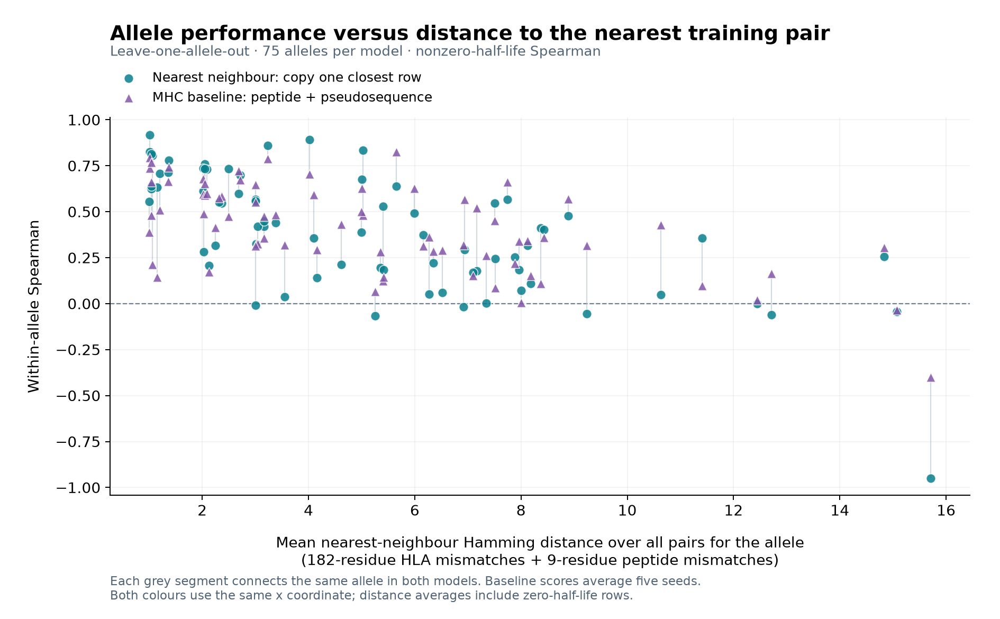 Allele performance versus distance to the nearest training pair
Leave-one-allele-out · 75 alleles per model · nonzero-half-life Spearman
Nearest neighbour: copy one closest row
MHC baseline: peptide + pseudosequence
Within-allele Spearman
1.00
0.75
0.50
0.25
0.00
−0.25
−0.50
−0.75
−1.00
2 4 6 8 10 12 14 16
Mean nearest-neighbour Hamming distance over all pairs for the allele
(182-residue HLA mismatches + 9-residue peptide mismatches)
Each grey segment connects the same allele in both models. Baseline scores average five seeds.
Both colours use the same x coordinate; distance averages include zero-half-life rows.